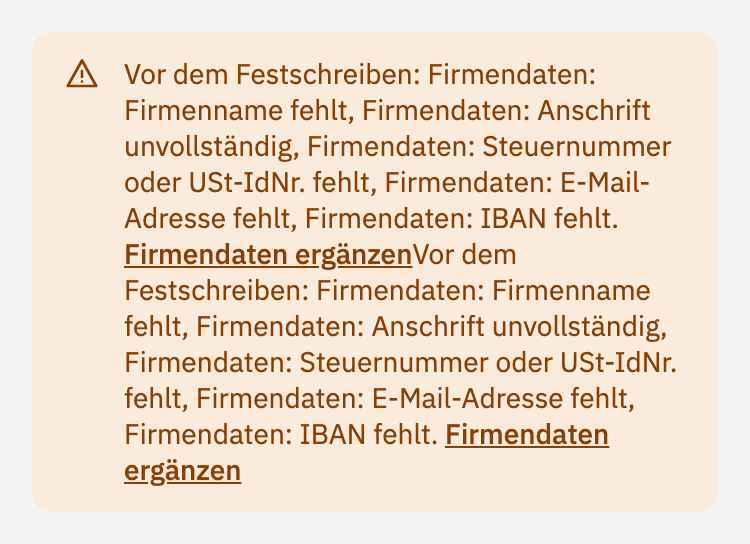 Vor dem Festschreiben: Firmendaten:
Firmenname fehlt, Firmendaten: Anschrift
unvollständig, Firmendaten: Steuernummer
oder USt-IdNr. fehlt, Firmendaten: E-Mail-
Adresse fehlt, Firmendaten: IBAN fehlt.
Firmendaten ergänzenVor dem
Festschreiben: Firmendaten: Firmenname
fehlt, Firmendaten: Anschrift unvollständig,
Firmendaten: Steuernummer oder USt-IdNr.
fehlt, Firmendaten: E-Mail-Adresse fehlt,
Firmendaten: IBAN fehlt. Firmendaten
ergänzen